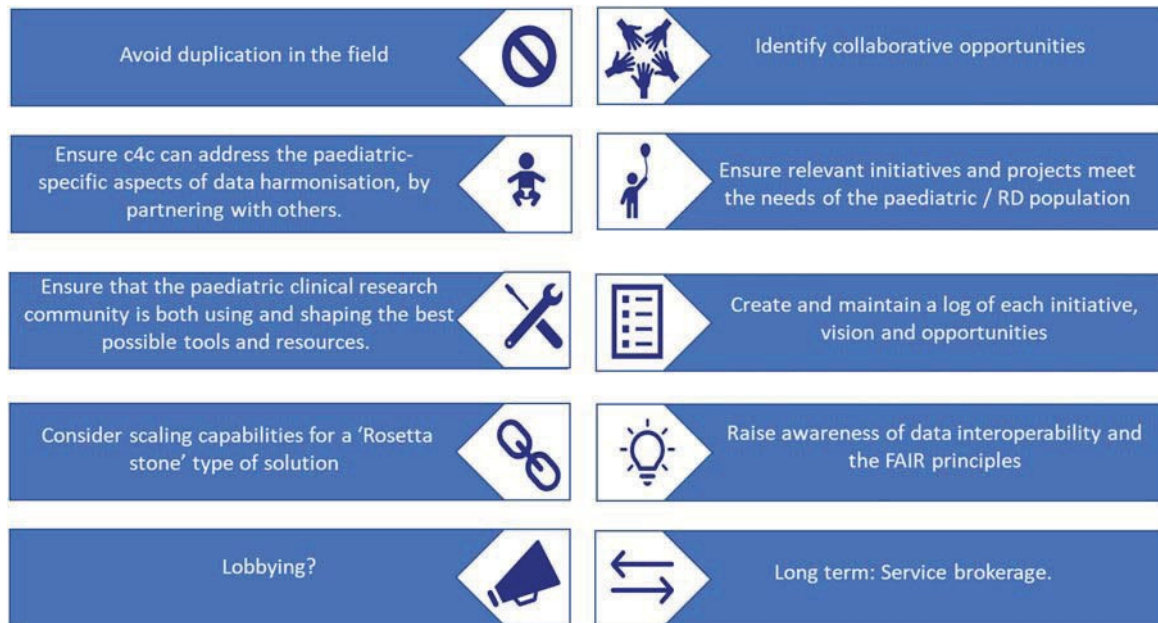 Avoid duplication in the field
Identify collaborative opportunities
Ensure c4c can address the paediatric-
specific aspects of data harmonisation, by
partnering with others.
Ensure relevant initiatives and projects meet
the needs of the paediatric / RD population
Ensure that the paediatric clinical research
community is both using and shaping the best
possible tools and resources.
Create and maintain a log of each initiative,
vision and opportunities
Consider scaling capabilities for a ‘Rosetta
stone’ type of solution
Raise awareness of data interoperability and
the FAIR principles
Lobbying?
Long term: Service brokerage.